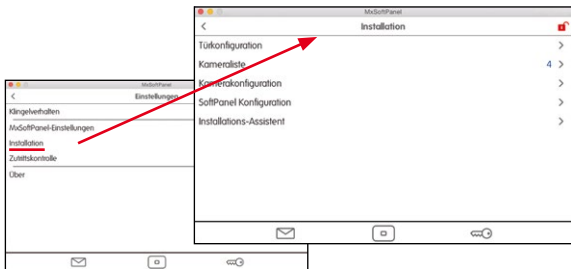 MxSoftPanel
Installation
Türkonfiguration
Kameraliste 4
Kamerakonfiguration
SoftPanel Konfiguration
Installations-Assistent
MxSoftPanel
Einstellungen
Klingelverhalten
MxSoftPanel-Einstellungen
Installation
Zutrittskontrolle
Über